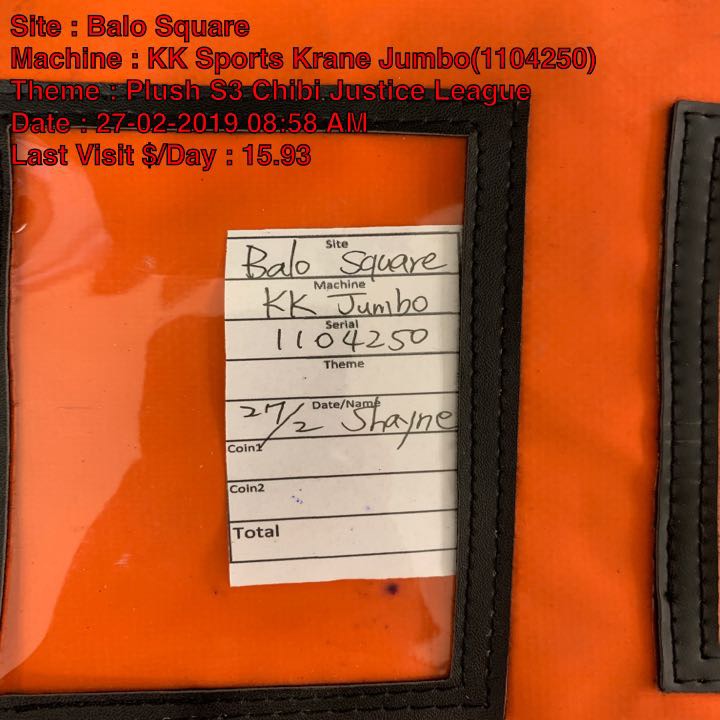 Site : Balo Square
Machine : KK Sports Krane Jumbo(1104250)
Theme : Plush S3 Chibi Justice League
Date : 27-02-2019 08:58 AM
Last Visit $/Day : 15.93
Site
Balo Square
Machine
KK Jumbo
Serial
1104250
Theme
Date/Name
27/2 Shayne
Coin1
Coin2
Total